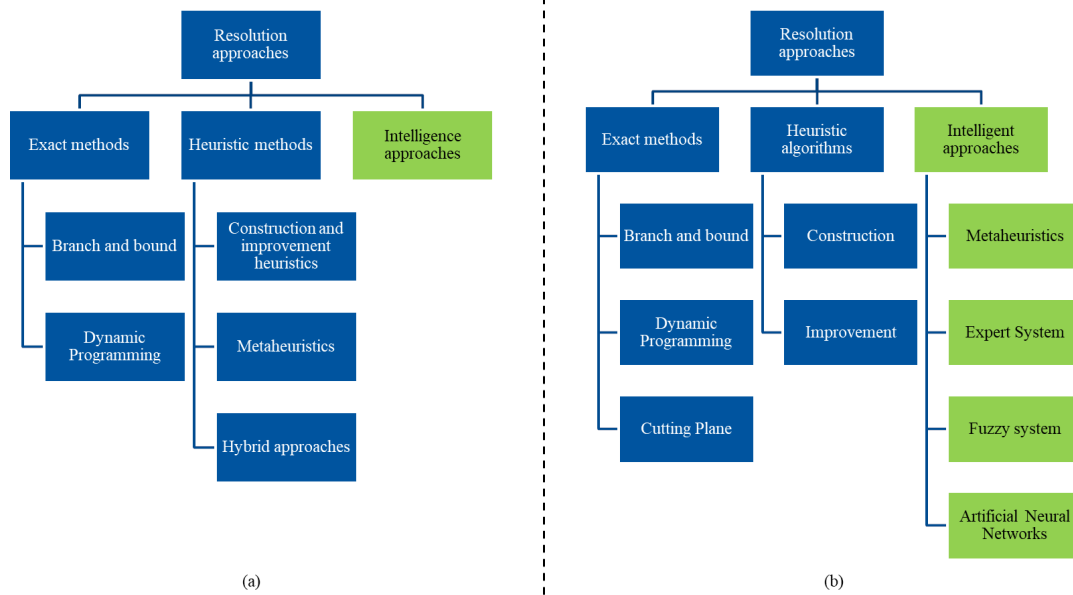 Resolution
approaches
Exact methods
Heuristic methods
Intelligence
approaches
Branch and bound
Construction and
improvement
heuristics
Dynamic
Programming
Metaheuristics
Hybrid approaches
(a)
Resolution
approaches
Exact methods
Heuristic
algorithms
Intelligent
approaches
Branch and bound
Construction
Metaheuristics
Dynamic
Programming
Improvement
Expert System
Cutting Plane
Fuzzy system
Artificial Neural
Networks
(b)